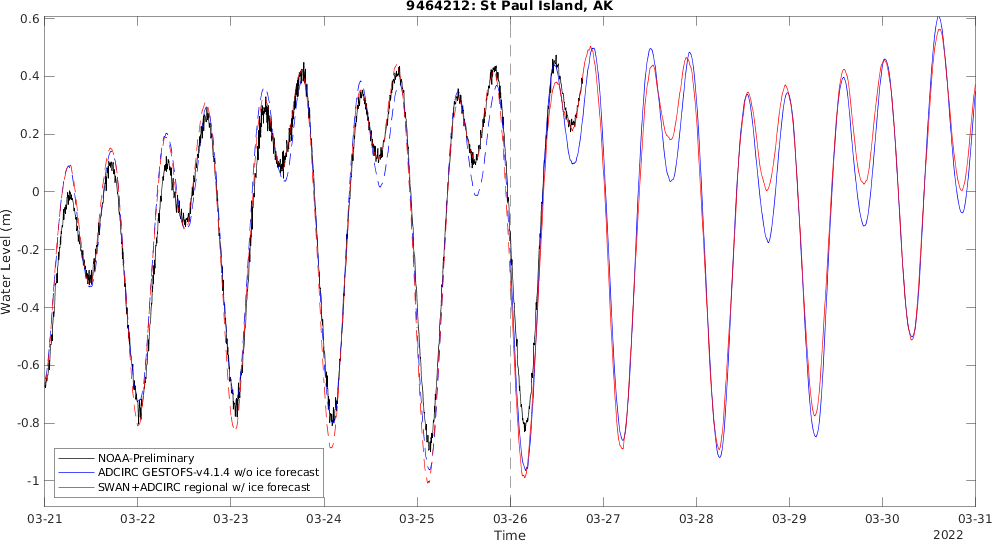 9464212: St Paul Island, AK
0.6
0.4
0.2
0
-0.2
-0.4
-0.6
-0.8
-1
Water Level (m)
NOAA-Preliminary
ADCIRC GESTOFS-v4.1.4 w/o ice forecast
SWAN+ADCIRC regional w/ ice forecast
03-21 03-22 03-23 03-24 03-25 03-26 03-27 03-28 03-29 03-30 03-31
Time
2022